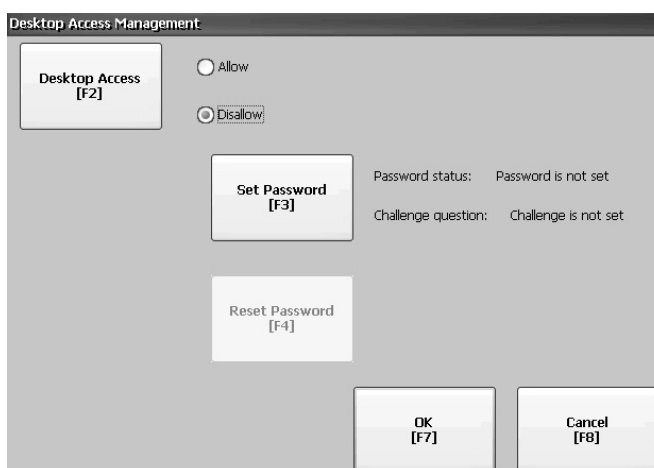 Desktop Access Management
Desktop Access
[F2]
Allow
Disallow
Set Password
[F3]
Password status: Password is not set
Challenge question: Challenge is not set
Reset Password
[F4]
OK
[F7]
Cancel
[F8]